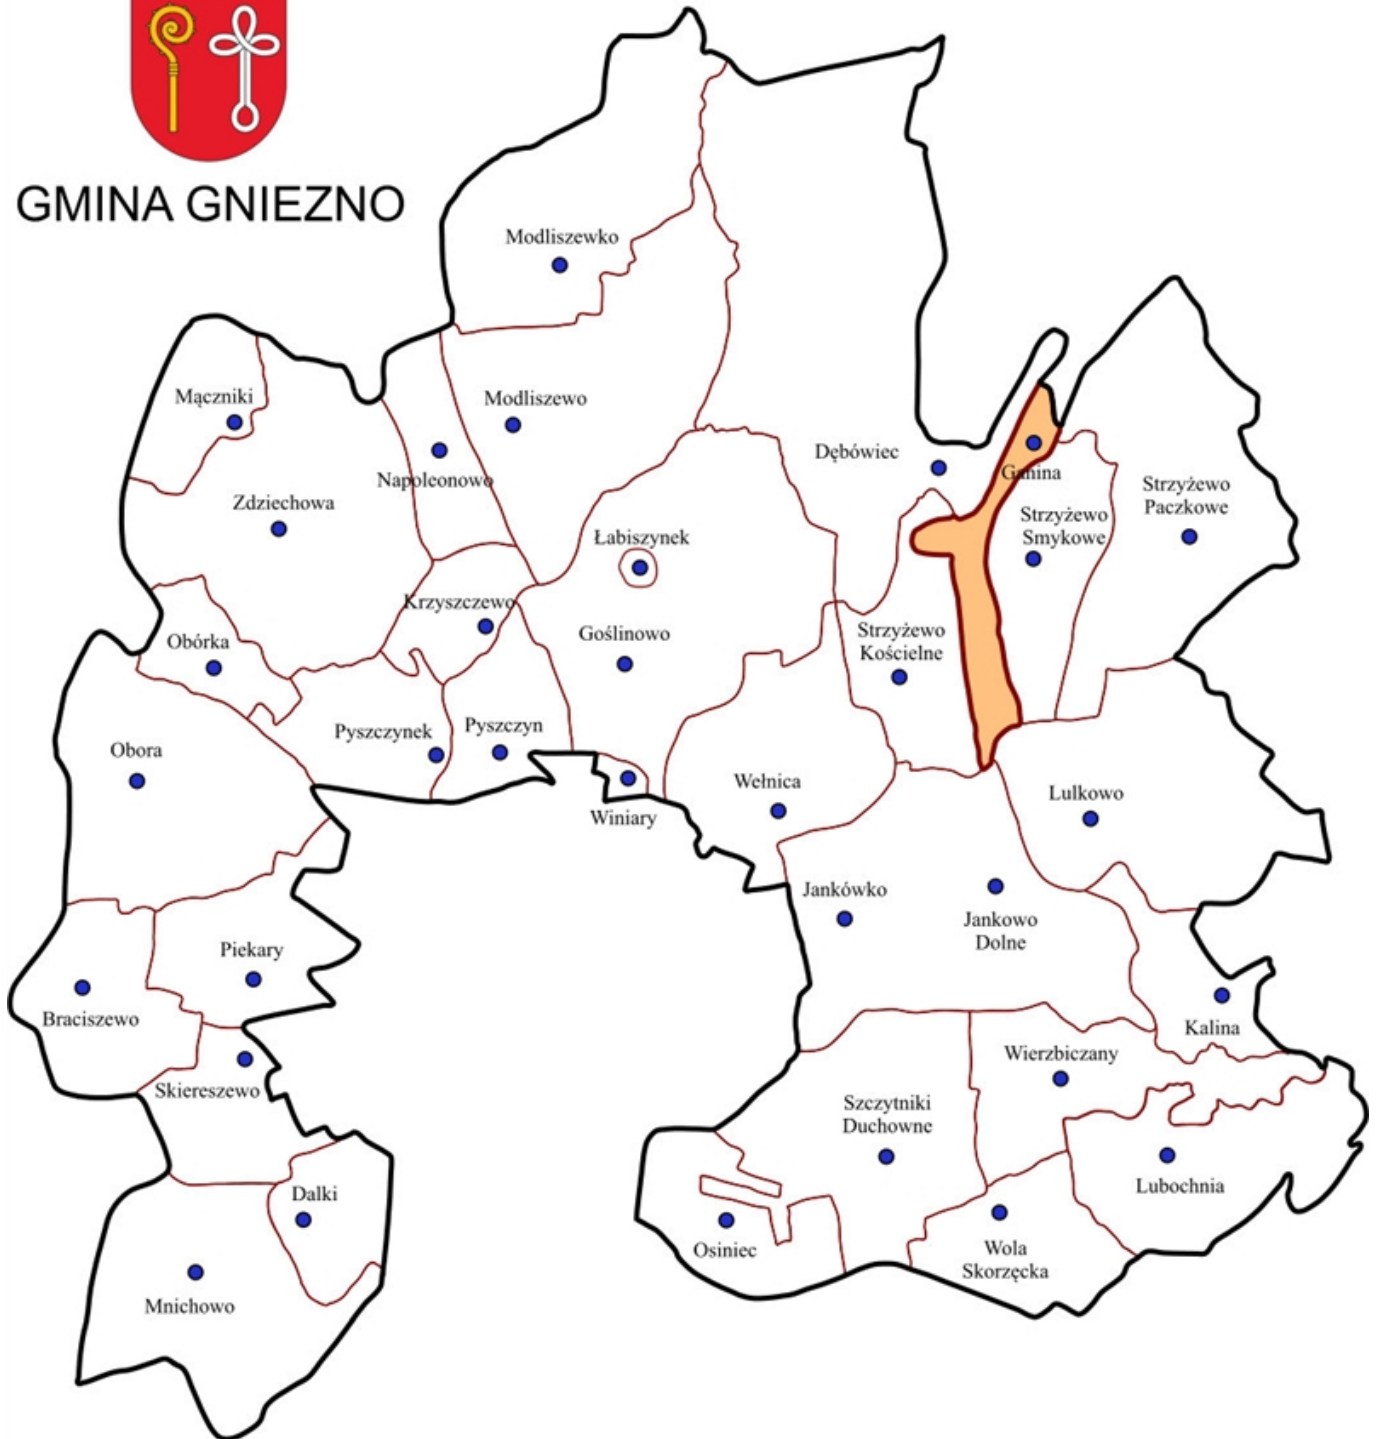 GMINA GNIEZNO
Modliszewko
Mączniki
Modliszewo
Napoleonowo
Zdziechowa
Dębówiec
Ganina
Strzyżewo
Paczkowe
Strzyżewo
Smykowe
Łabiszynek
Krzyszczewo
Goślinowo
Obórka
Strzyżewo
Kościelne
Pyszczynek
Pyszczyn
Obora
Wełnica
Lulkowo
Winiary
Jankówko
Jankowo
Dolne
Piekary
Braciszewo
Kalina
Skiereszewo
Wierzbiczany
Szczytniki
Duchowne
Dalki
Lubochnia
Osiniec
Wola
Skorzęcka
Mnichowo